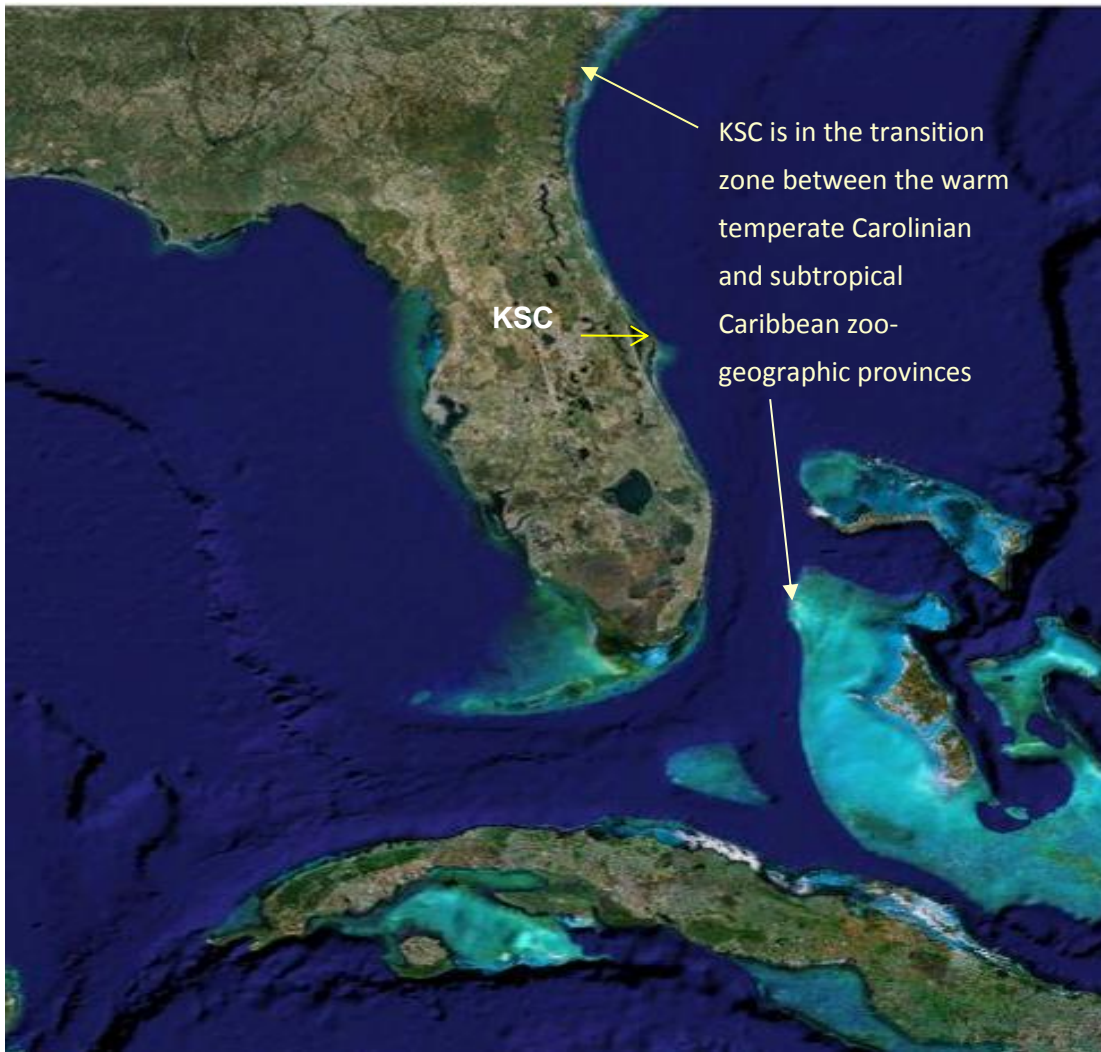 KSC is in the transition
zone between the warm
temperate Carolinian
and subtropical
Caribbean zoo-
geographic provinces
KSC